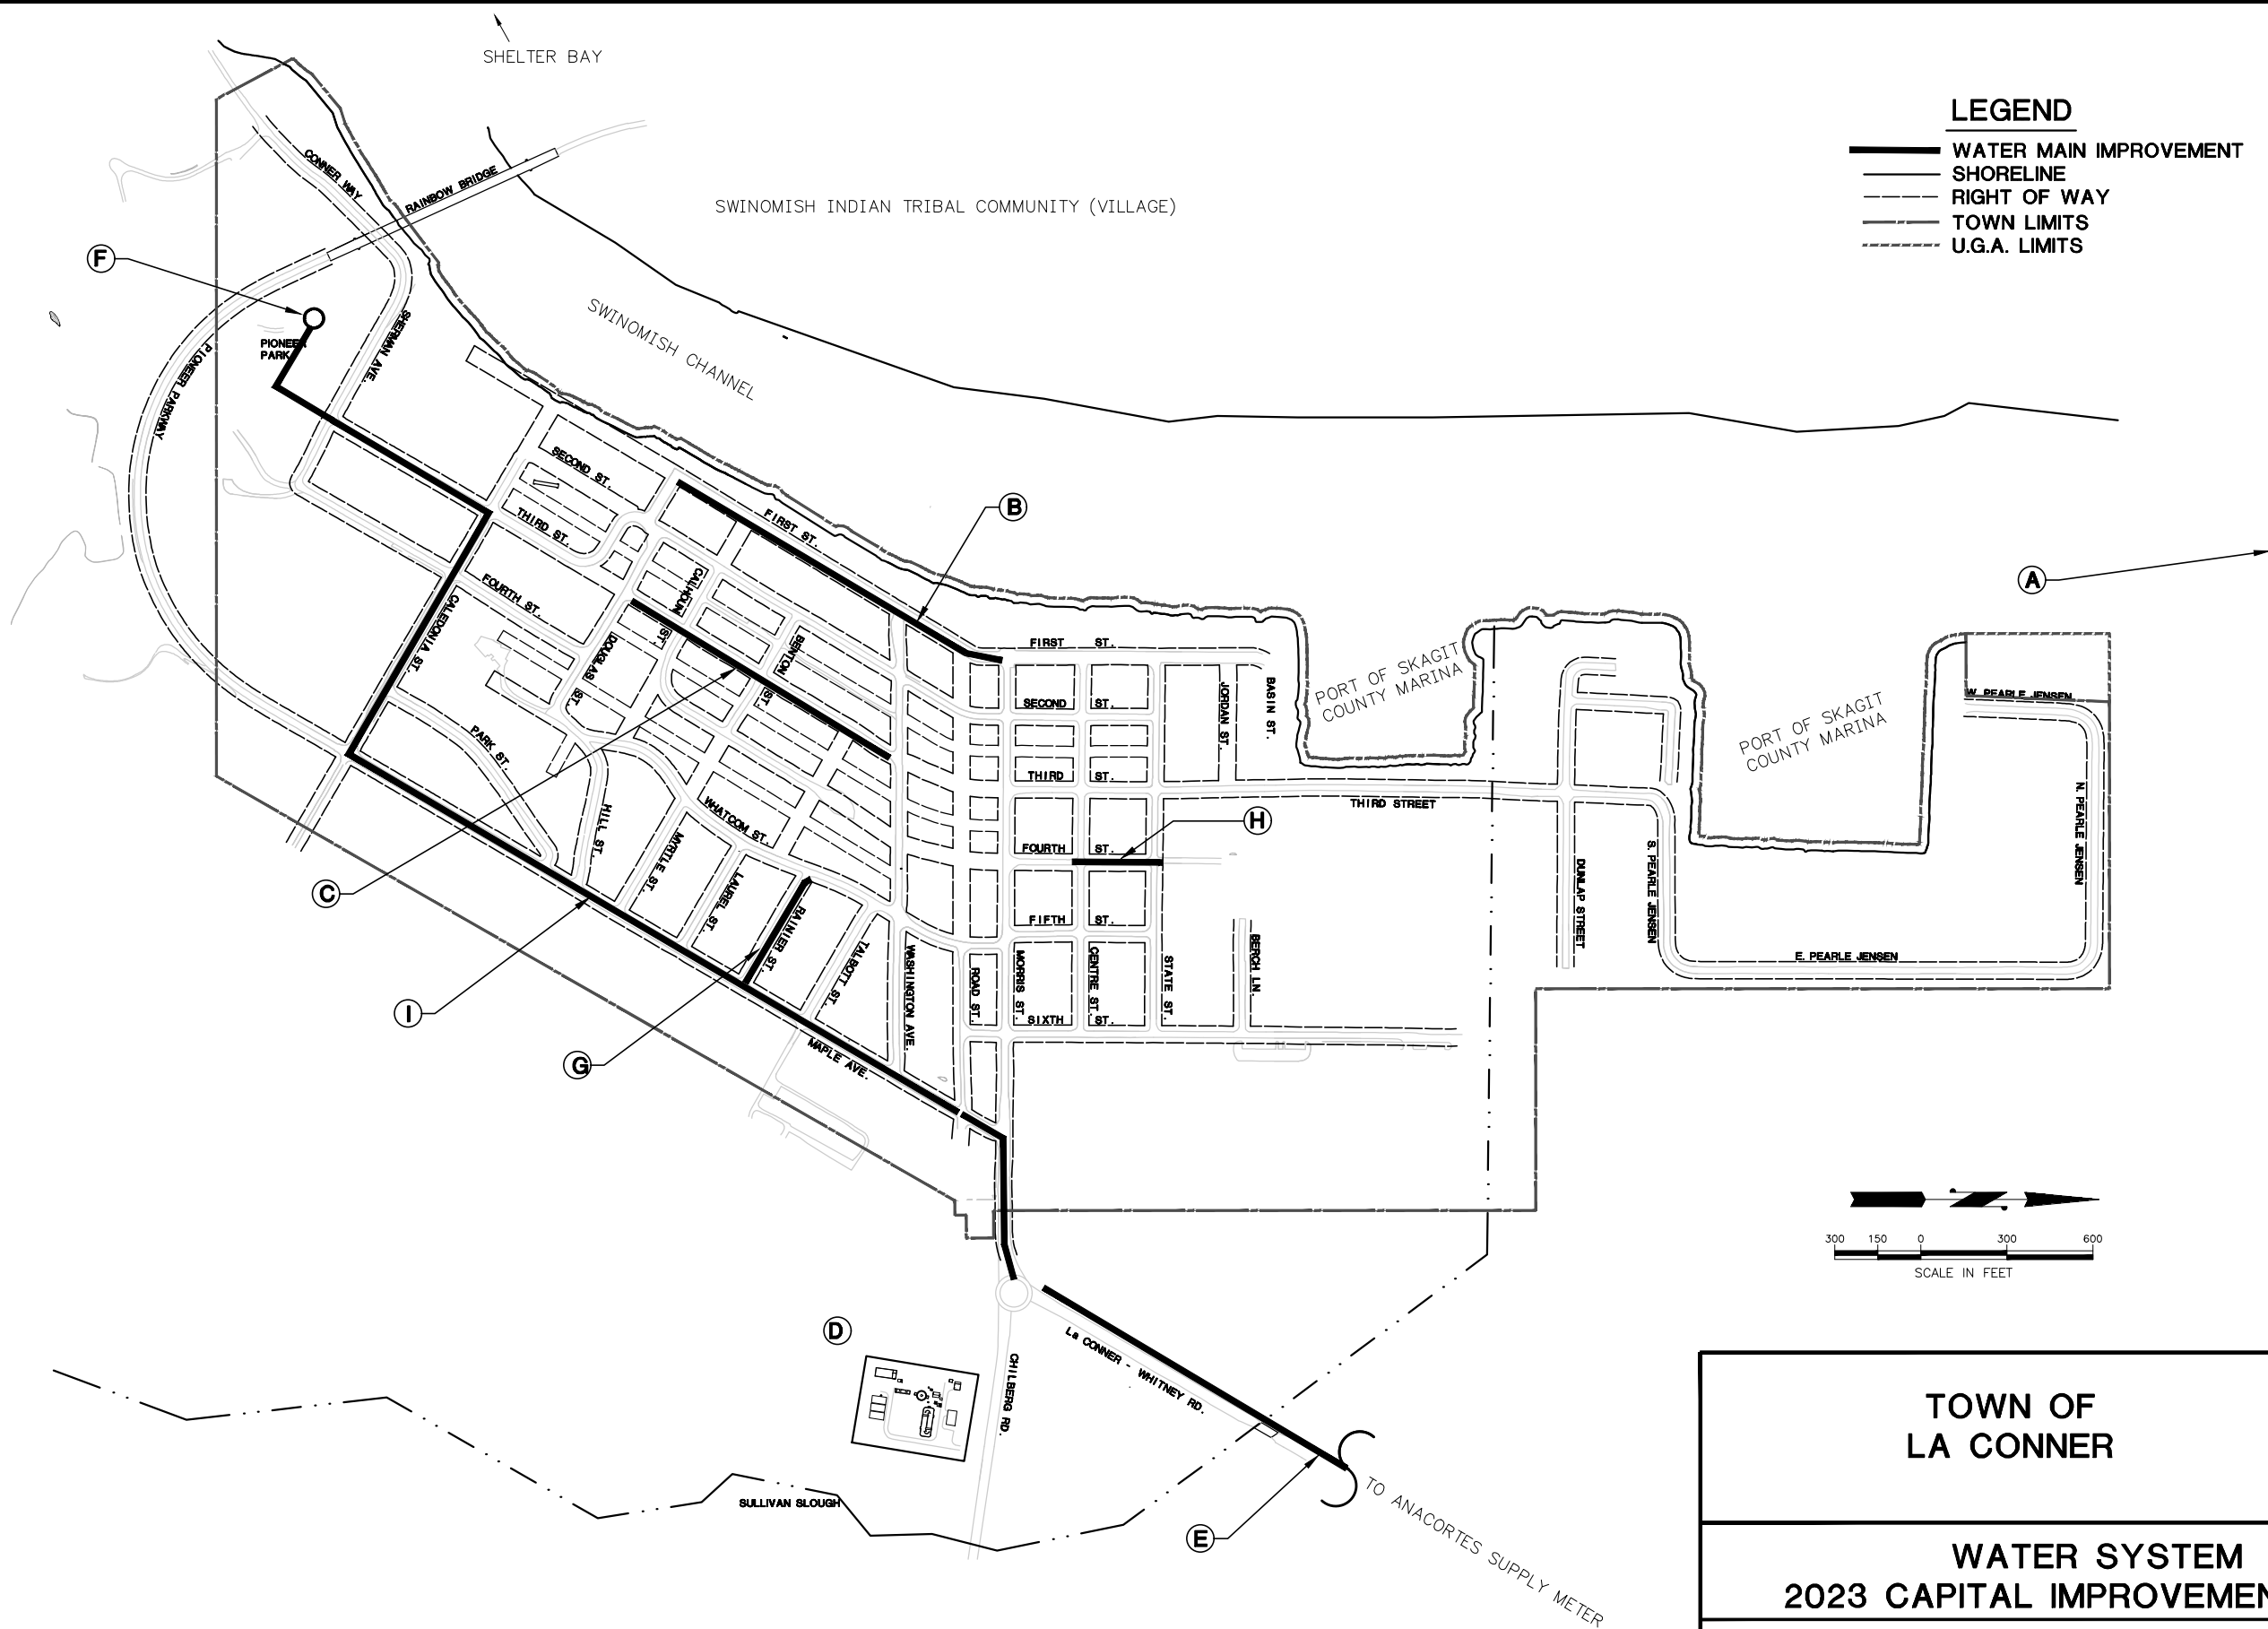 SHELTER BAY
LEGEND
WATER MAIN IMPROVEMENT
SHORELINE
RIGHT OF WAY
TOWN LIMITS
U.G.A. LIMITS
CONNER WAY
RAINBOW BRIDGE
SWINOMISH INDIAN TRIBAL COMMUNITY (VILLAGE)
F
SWINOMISH CHANNEL
PIONEER
PARK
SHERMAN AVE.
PIONEER PARKWAY
SECOND ST.
THIRD ST.
FIRST ST.
B
A
FOURTH ST.
CALHOUN
ST.
CALEDONIA ST.
DOUGLAS
ST.
BENTON
ST.
FIRST ST.
SECOND ST.
JORDAN ST.
BASIN ST.
PORT OF SKAGIT
COUNTY MARINA
PORT OF SKAGIT
COUNTY MARINA
W. PEARLE JENSEN
PARK ST.
THIRD ST.
THIRD STREET
N. PEARLE JENSEN
HILL ST.
WHATCOM ST.
MYRTLE ST.
H
FOURTH ST.
C
LAUREL ST.
RAINIER ST.
FIFTH ST.
DUNLAP STREET
S. PEARLE JENSEN
TALBOTT ST.
WASHINGTON AVE.
ROAD ST.
MORRIS ST.
CENTRE ST.
STATE ST.
BERCH LN.
E. PEARLE JENSEN
I
SIXTH ST.
G
MAPLE AVE.
300 150 0 300 600
SCALE IN FEET
D
La CONNER - WHITNEY RD.
CHILBERG RD.
SULLIVAN SLOUGH
E
TO ANACORTES SUPPLY METER
TOWN OF
LA CONNER
WATER SYSTEM
2023 CAPITAL IMPROVEMEN